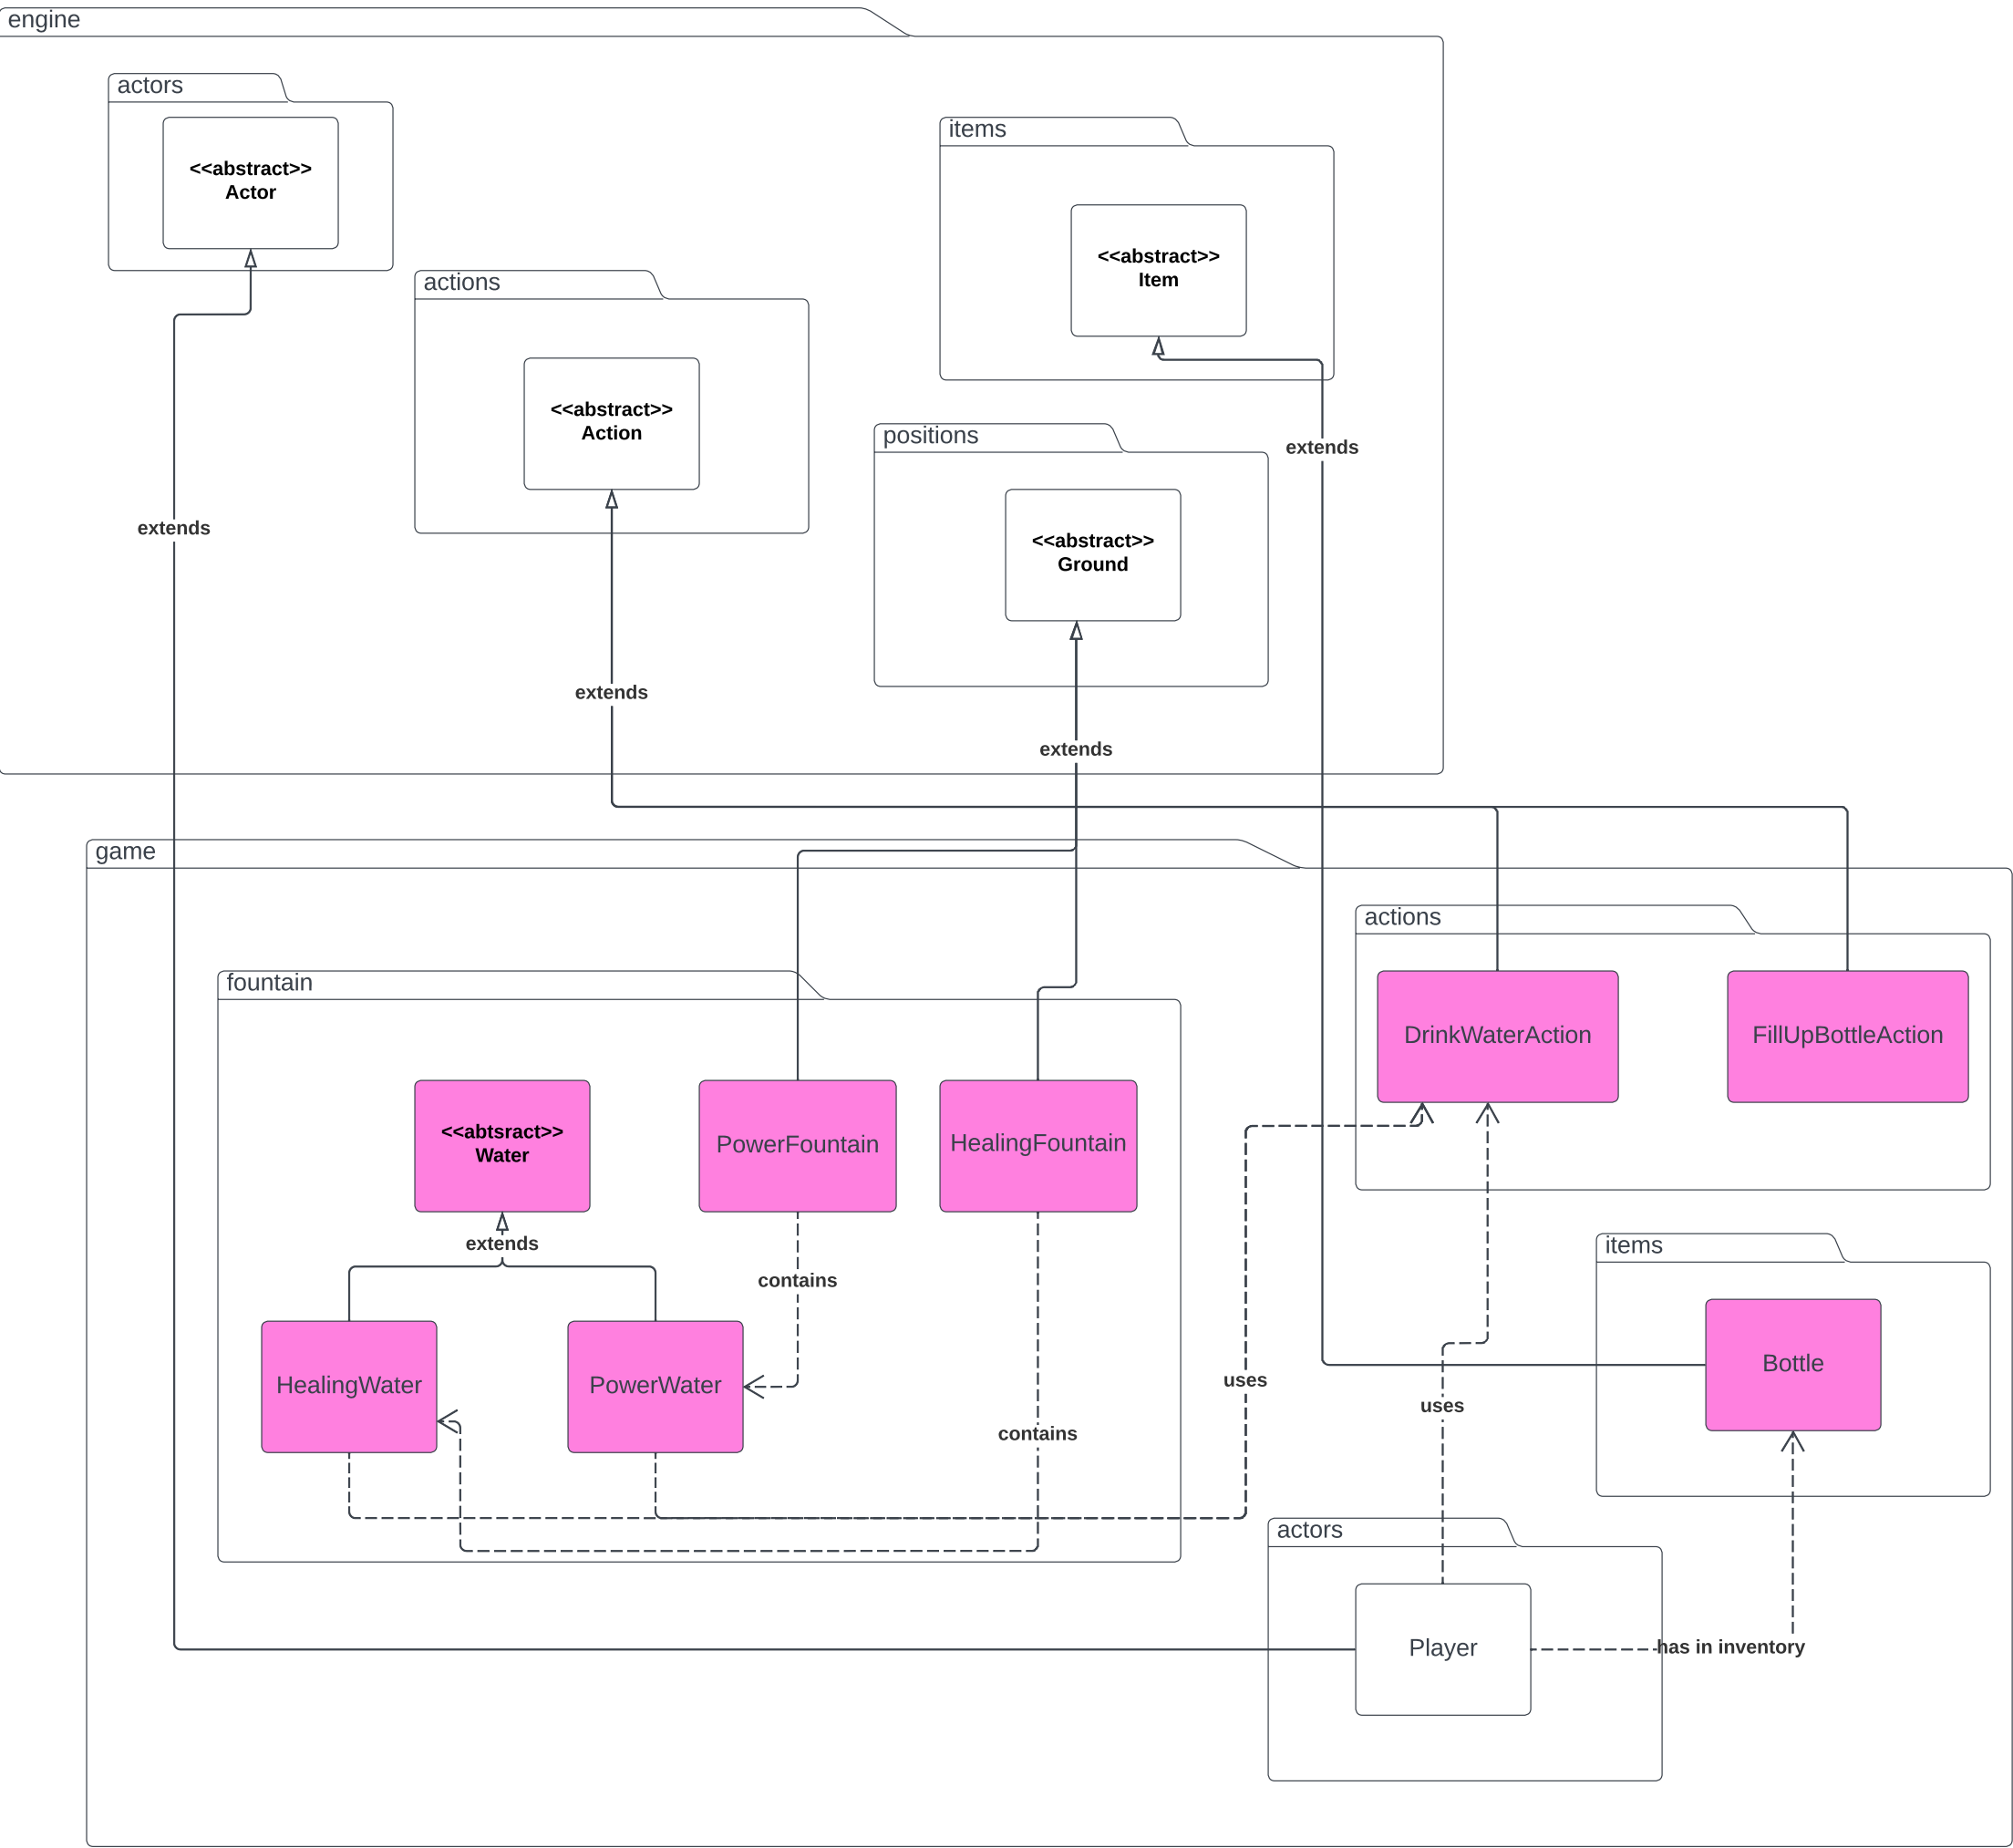 engine
actors
<<abstract>>
Actor
items
<<abstract>>
Item
actions
<<abstract>>
Action
positions
<<abstract>>
Ground
extends
extends
extends
extends
game
actions
DrinkWaterAction
FillUpBottleAction
fountain
<<abtsract>>
Water
PowerFountain
HealingFountain
extends
contains
items
Bottle
HealingWater
PowerWater
uses
uses
contains
actors
Player
has in inventory